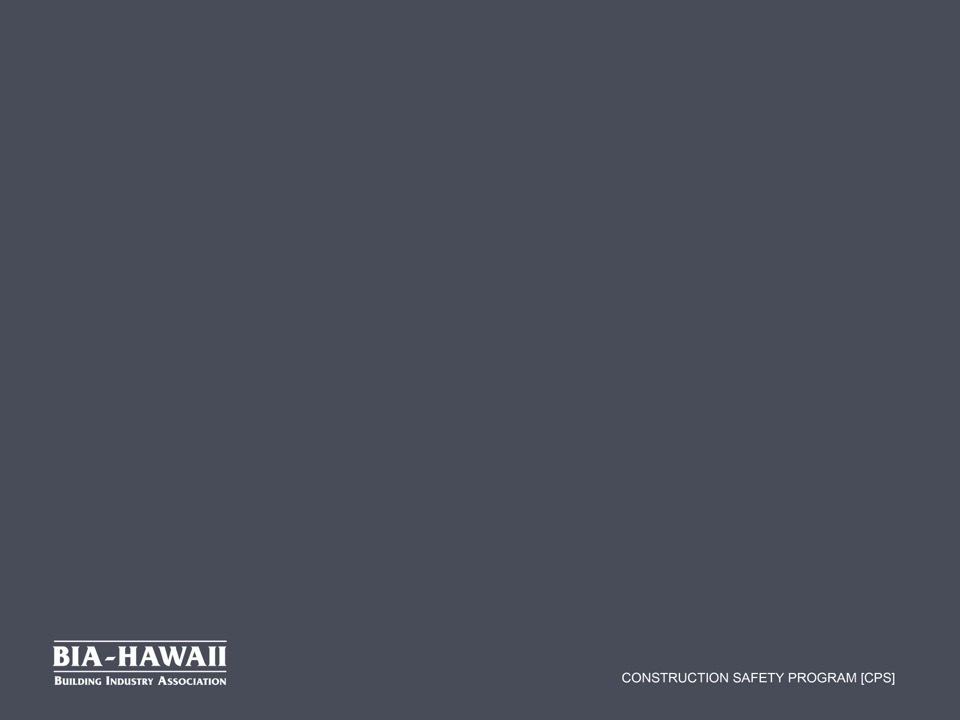 BIA-HAWAII
BUILDING INDUSTRY ASSOCIATION
CONSTRUCTION SAFETY PROGRAM [CPS]